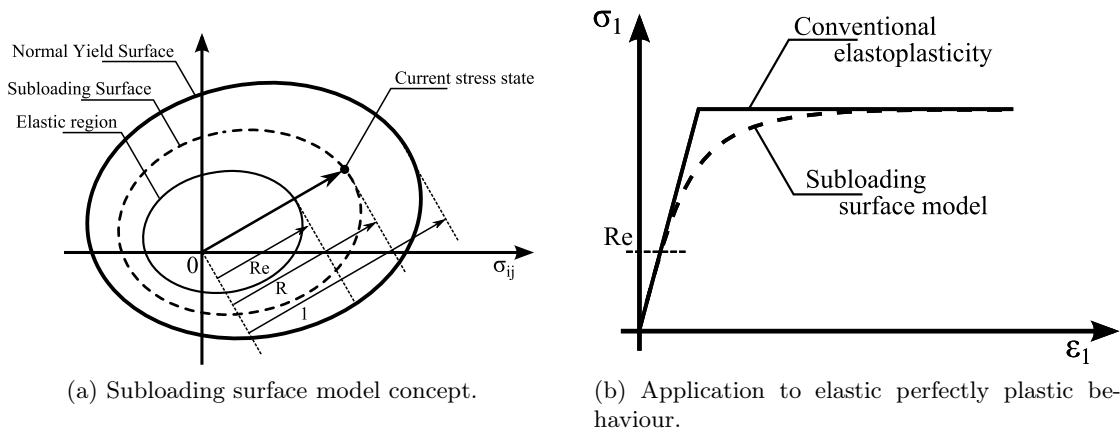 Normal Yield Surface
Subloading Surface
Elastic region
Current stress state
0
σij
Re
R
1
(a) Subloading surface model concept.
σ1
Conventional
elastoplasticity
Subloading
surface model
Re
ε1
(b) Application to elastic perfectly plastic be-
haviour.